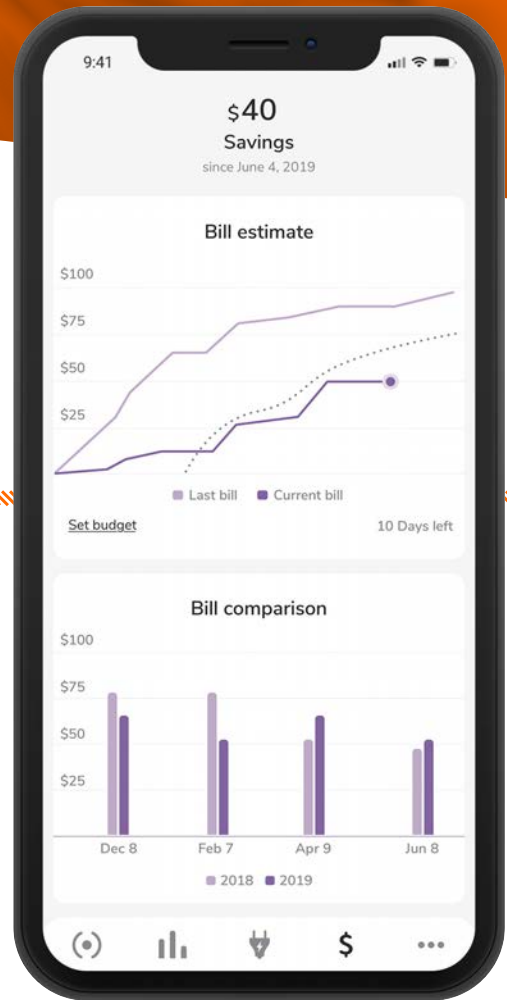 9:41
$40
Savings
since June 4, 2019
Bill estimate
$100
$75
$50
$25
Last bill Current bill
Set budget 10 Days left
Bill comparison
$100
$75
$50
$25
Dec 8 Feb 7 Apr 9 Jun 8
2018 2019
$